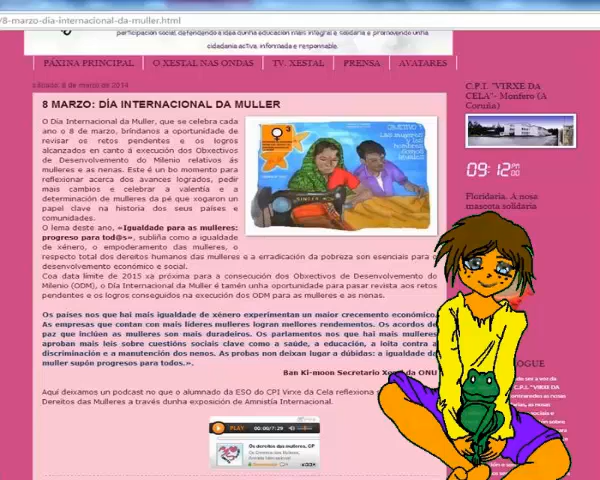 /8-marzo-dia-internacional-da-muller.html
participación social, defendendo a idea dunha educación máis integral e solidaria e promovendo unha
cidadanía activa, informada e responsable.
PÁXINA PRINCIPAL
O XESTAL NAS ONDAS
TV. XESTAL
PRENSA
AVATARES
sábado, 8 de marzo de 2014
8 MARZO: DÍA INTERNACIONAL DA MULLER
O Día Internacional da Muller, que se celebra cada
ano o 8 de marzo, bríndanos a oportunidade de
revisar os retos pendentes e os logros
alcanzados en canto á execución dos Obxectivos
de Desenvolvemento do Milenio relativos ás
mulleres e as nenas. Este é un bo momento para
reflexionar acerca dos avances logrados, pedir
máis cambios e celebrar a valentía e a
determinación de mulleres da pé que xogaron un
papel clave na historia dos seus países e
comunidades.
O lema deste ano, «Igualdade para as mulleres:
progreso para tod@s», subliña como a igualdade
de xénero, o empoderamento das mulleres, o
respecto total dos dereitos humanos das mulleres e a erradicación da pobreza son esenciais para o
desenvolvemento económico e social.
Coa data límite de 2015 xa próxima para a consecución dos Obxectivos de Desenvolvemento do
Milenio (ODM), o Día Internacional da Muller é tamén unha oportunidade para pasar revista aos retos
pendentes e os logros conseguidos na execución dos ODM para as mulleres e as nenas.
Os países nos que hai máis igualdade de xénero experimentan un maior crecemento económico.
As empresas que contan con máis líderes mulleres logran mellores rendementos. Os acordos de
paz que inclúen as mulleres son máis duradeiros. Os parlamentos nos que hai máis mulleres
aproban máis leis sobre cuestións sociais clave como a saúde, a educación, a loita contra a
discriminación e a manutención dos nenos. As probas non deixan lugar a dúbidas: a igualdade da
muller supón progresos para todos.».
Ban Ki-moon Secretario da ONU
Aquí deixamos un podcast no que o alumnado da ESO do CPI Virxe da Cela reflexiona
Dereitos das Mulleres a través dunha exposición de Amnistía Internacional.
PLAY
00:00/7:29
Os dereitos das mulleres, CP
C.P.I. "VIRXE DA
CELA"- Monfero (A
Coruña)
09:12 PM
Floridaria. A nosa
mascota solidaria
OGUE